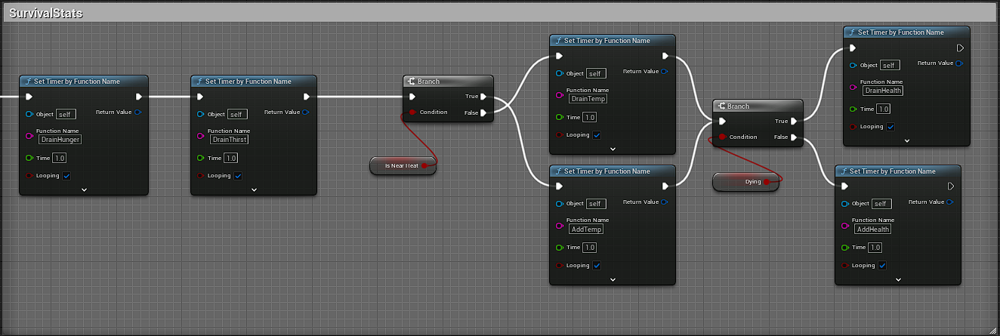 SurvivalStats
Set Timer by Function Name
Object self
Return Value
Function Name
DrainHunger
Time 1.0
Looping
Set Timer by Function Name
Object self
Return Value
Function Name
DrainThirst
Time 1.0
Looping
Branch
True
Condition
False
Is Near Heat
Set Timer by Function Name
Object self
Return Value
Function Name
DrainTemp
Time 1.0
Looping
Set Timer by Function Name
Object self
Return Value
Function Name
AddTemp
Time 1.0
Looping
Branch
True
Condition
False
Dying
Set Timer by Function Name
Object self
Return Value
Function Name
DrainHealth
Time 1.0
Looping
Set Timer by Function Name
Object self
Return Value
Function Name
AddHealth
Time 1.0
Looping